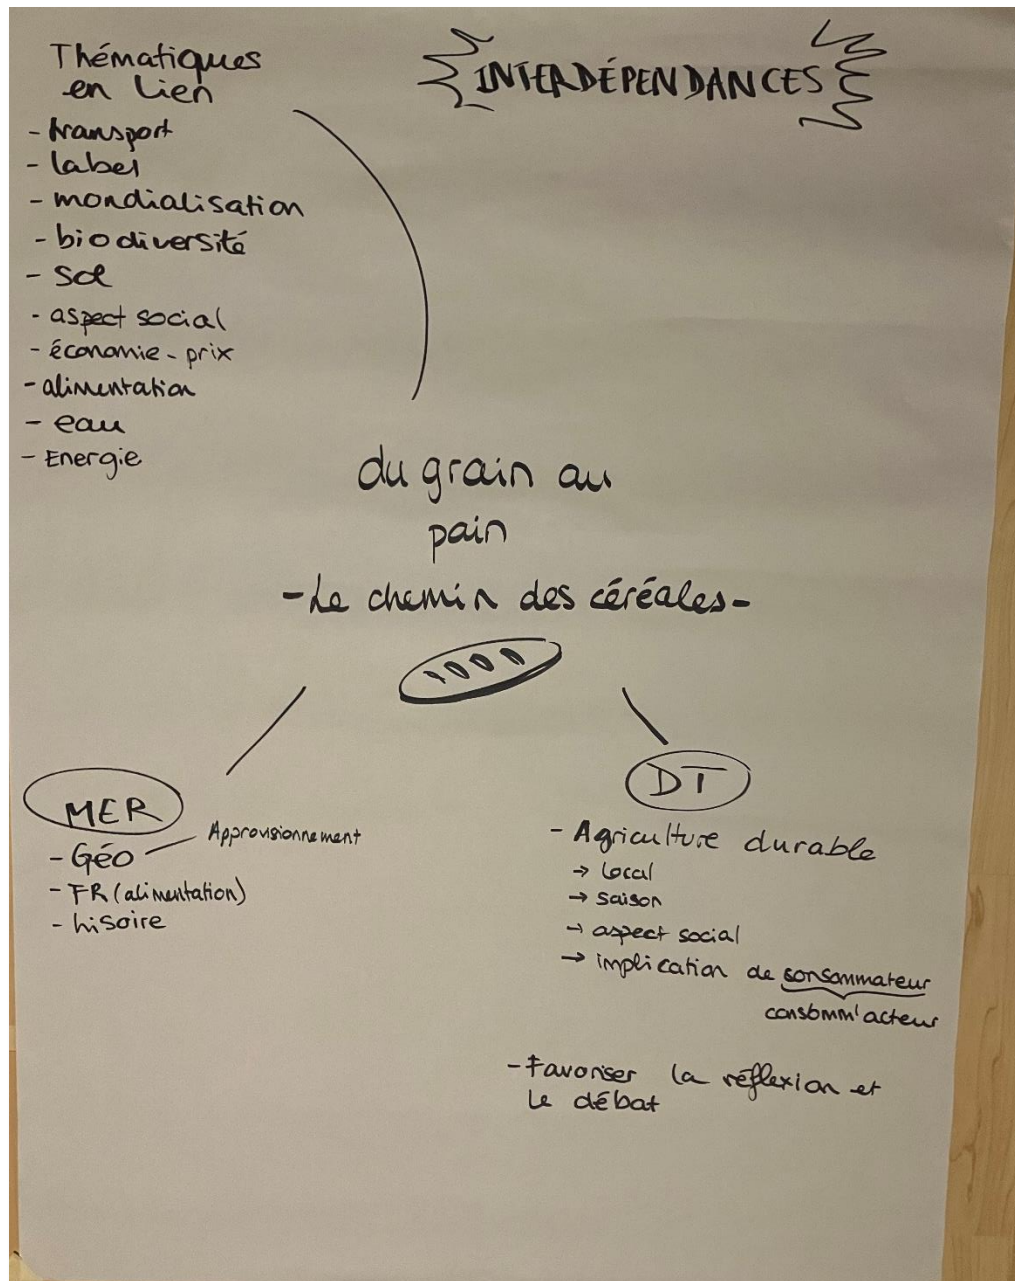 Thématiques
en lien
- transport
- label
- mondialisation
- biodiversité
- sol
- aspect social
- économie - prix
- alimentation
- eau
- Energie
INTERDÉPENDANCES
du grain au
pain
- Le chemin des céréales -
MER
- Géo
Approvisionnement
- FR (alimentation)
- hisoire
DT
- Agriculture durable
→ local
→ saison
→ aspect social
→ implication de sonsommateur
consomm'acteur
- Favoriser la réflexion et
le débat